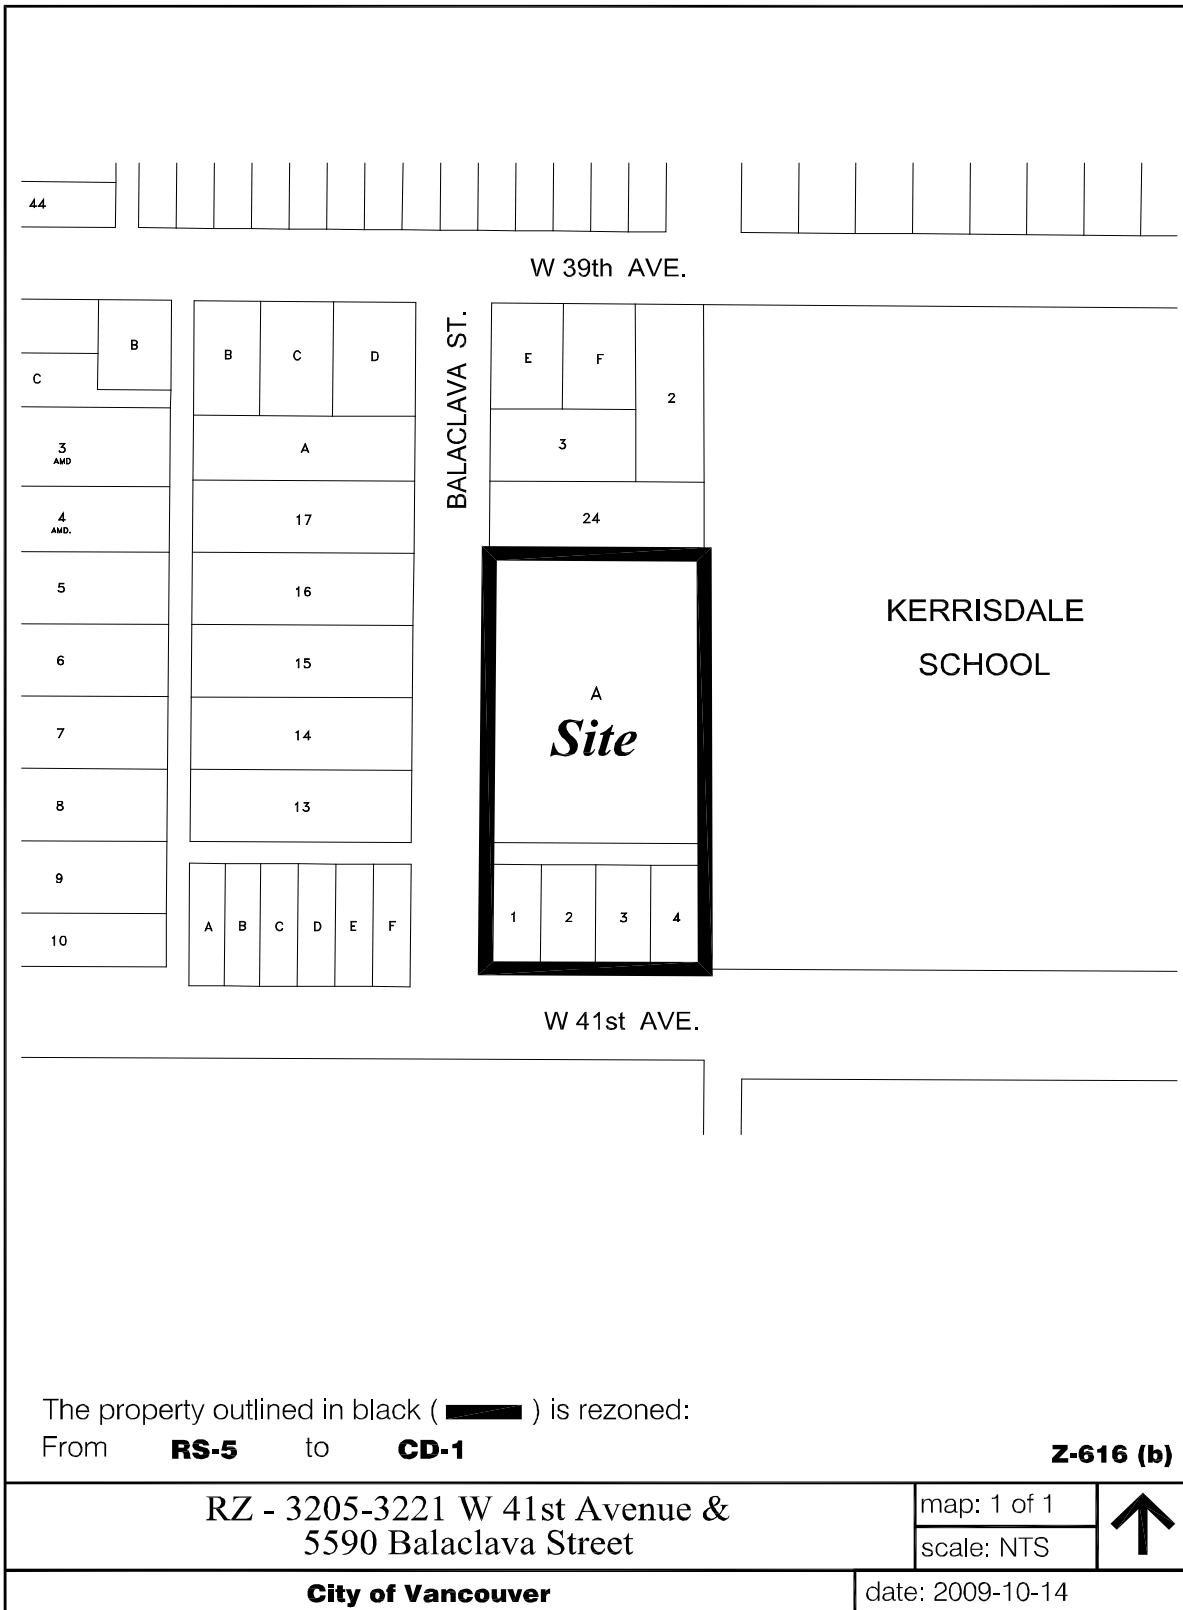 44
W 39th AVE.
BALACLAVA ST.
B
C
3
AMD
4
AMD.
5
6
7
8
9
10
B C D
A
17
16
15
14
13
A B C D E F
E F
2
3
24
A
Site
1 2 3 4
KERRISDALE
SCHOOL
W 41st AVE.
The property outlined in black ( ) is rezoned:
From RS-5 to CD-1
Z-616 (b)
RZ - 3205-3221 W 41st Avenue &
5590 Balaclava Street
map: 1 of 1
scale: NTS
City of Vancouver
date: 2009-10-14